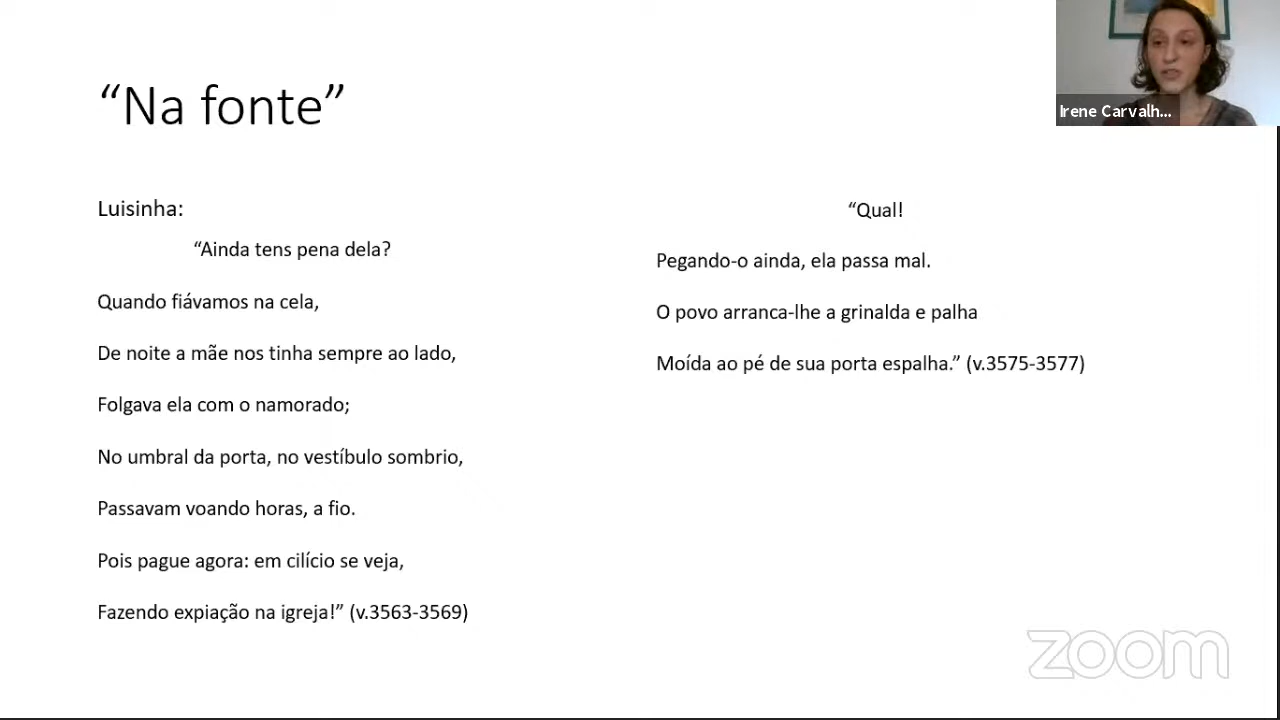 “Na fonte”
Irene Carvalh...
Luisinha:
“Ainda tens pena dela?
Quando fiávamos na cela,
De noite a mãe nos tinha sempre ao lado,
Folgava ela com o namorado;
No umbral da porta, no vestíbulo sombrio,
Passavam voando horas, a fio.
Pois pague agora: em cilício se veja,
Fazendo expiação na igreja!” (v.3563-3569)
“Qual!
Pegando-o ainda, ela passa mal.
O povo arranca-lhe a grinalda e palha
Moída ao pé de sua porta espalha.” (v.3575-3577)
zoom